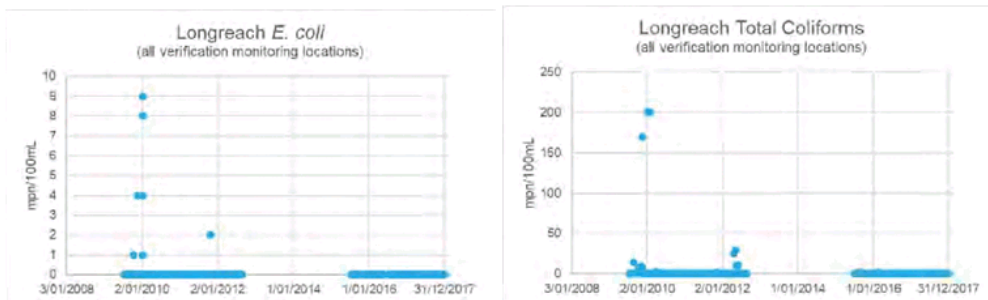 Longreach E. coli
(all verification monitoring locations)
10
9
8
7
6
5
4
3
2
1
0
mpn/100mL
3/01/2008 2/01/2010 2/01/2012 1/01/2014 1/01/2016 31/12/2017
Longreach Total Coliforms
(all verification monitoring locations)
250
200
150
100
50
0
mpn/100mL
3/01/2008 2/01/2010 2/01/2012 1/01/2014 1/01/2016 31/12/2017